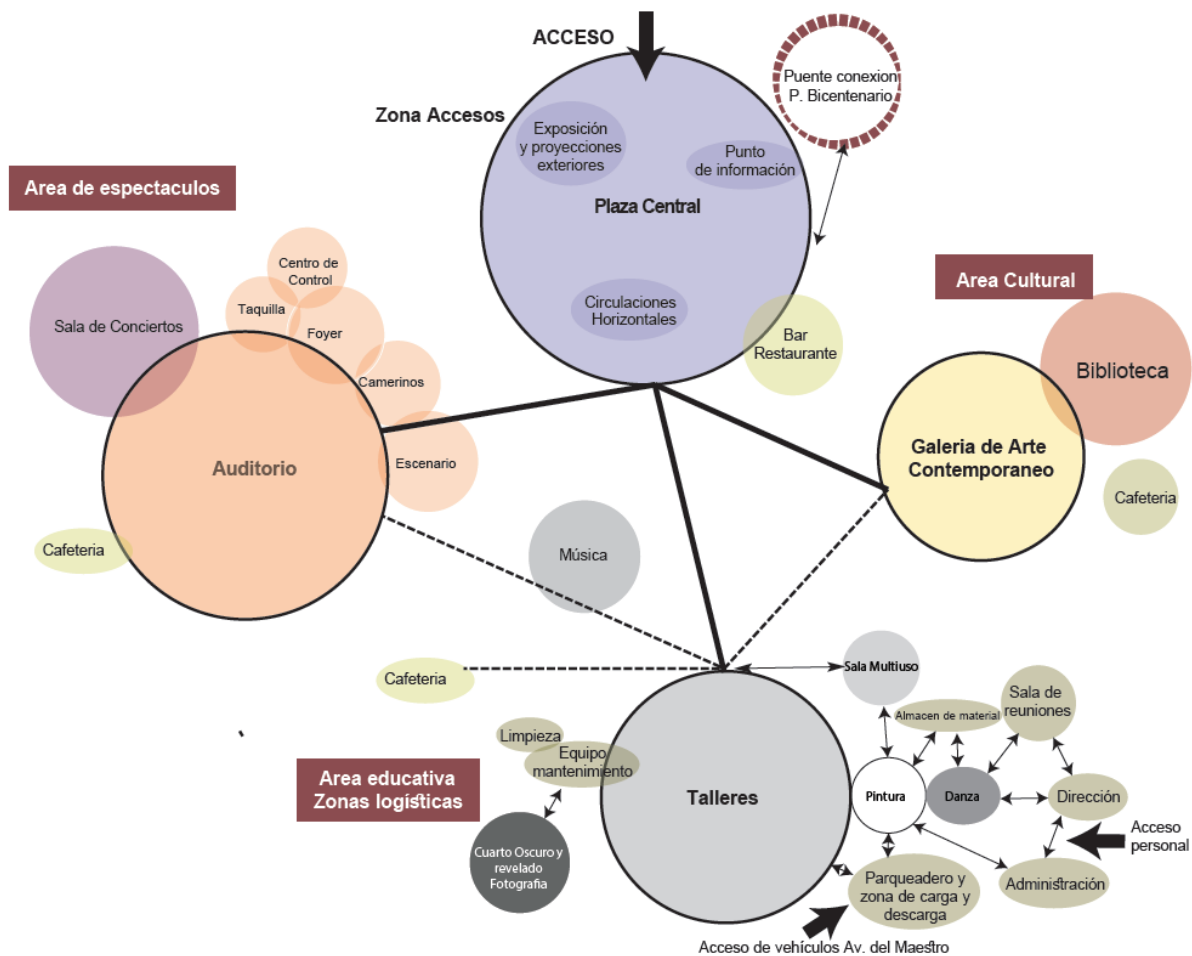 ACCESO
Puente conexion
P. Bicentenario
Zona Accesos
Exposición
y proyecciones
exteriores
Punto
de información
Plaza Central
Area de espectaculos
Centro de
Control
Taquilla
Foyer
Sala de Conciertos
Circulaciones
Horizontales
Bar
Restaurante
Area Cultural
Biblioteca
Camerinos
Escenario
Auditorio
Galeria de Arte
Contemporaneo
Cafeteria
Cafeteria
Música
Cafeteria
Sala Multiuso
Almacen de material
Sala de
reuniones
Limpieza
Equipo
mantenimiento
Area educativa
Zonas logísticas
Talleres
Pintura
Danza
Dirección
Acceso
personal
Cuarto Oscuro y
revelado
Fotografia
Parqueadero y
zona de carga y
descarga
Administración
Acceso de vehículos Av. del Maestro